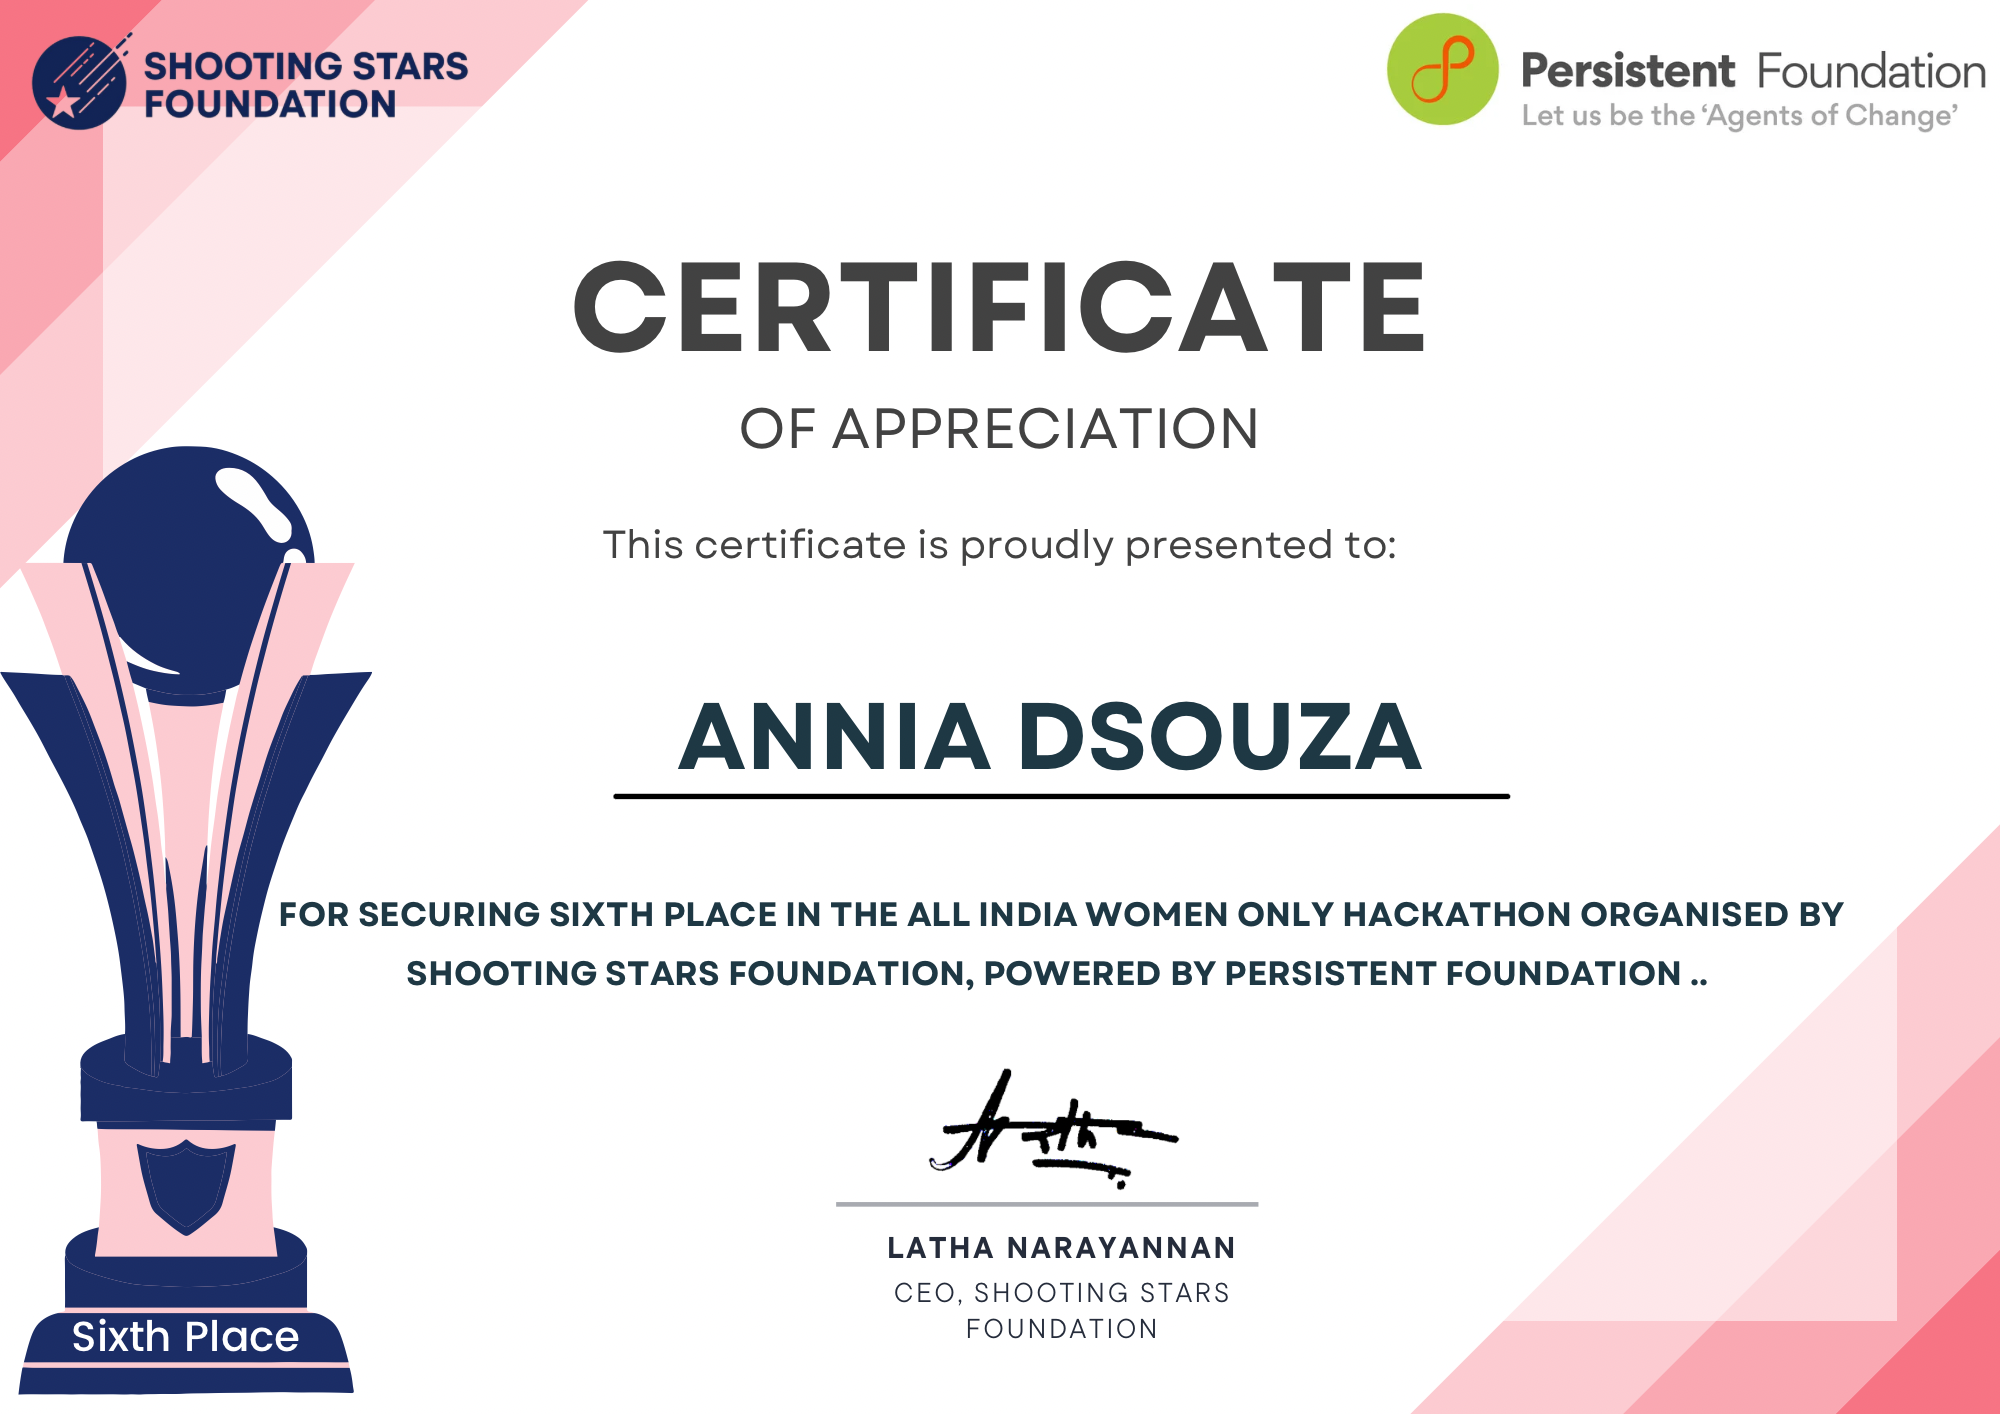 SHOOTING STARS
FOUNDATION
Persistent Foundation
Let us be the ‘Agents of Change’
CERTIFICATE
OF APPRECIATION
This certificate is proudly presented to:
ANNIA DSOUZA
FOR SECURING SIXTH PLACE IN THE ALL INDIA WOMEN ONLY HACKATHON ORGANISED BY
SHOOTING STARS FOUNDATION, POWERED BY PERSISTENT FOUNDATION ..
LATHA NARAYANNAN
CEO, SHOOTING STARS
FOUNDATION
Sixth Place